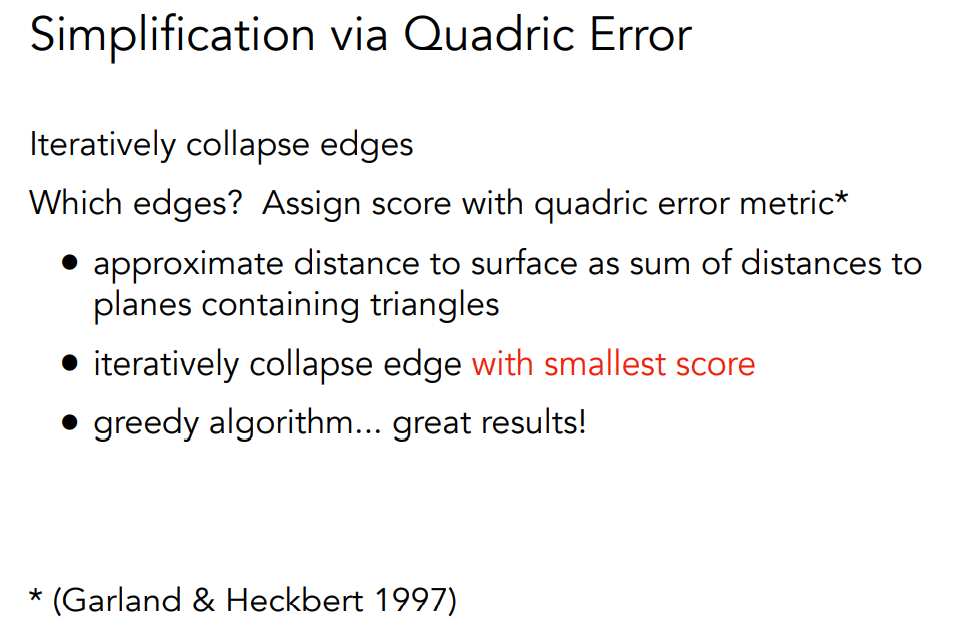 Simplification via Quadric Error
Iteratively collapse edges
Which edges?  Assign score with quadric error metric*
• approximate distance to surface as sum of distances to
planes containing triangles
• iteratively collapse edge with smallest score
• greedy algorithm... great results!
* (Garland & Heckbert 1997)